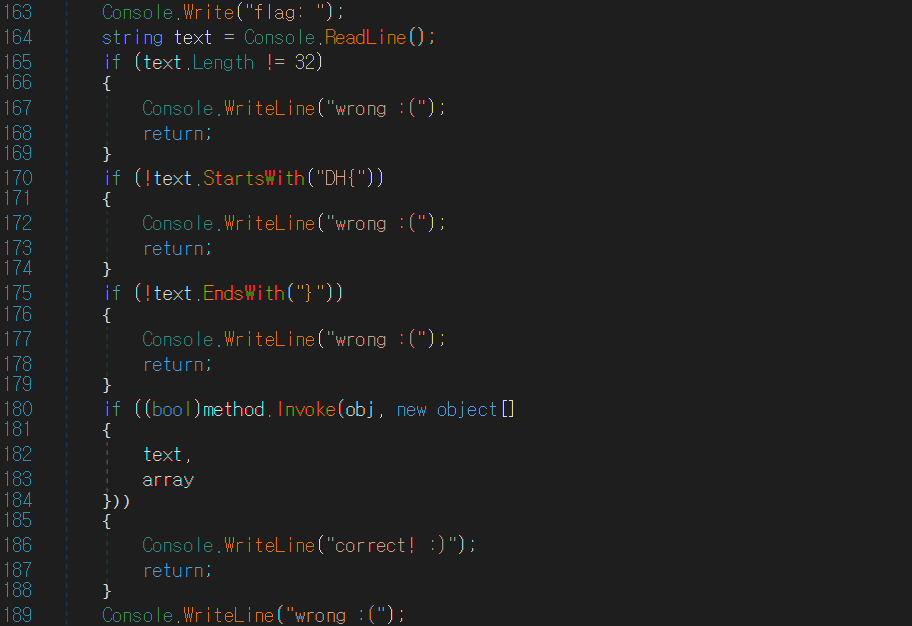 163 Console.Write("flag: ");
164 string text = Console.ReadLine();
165 if (text.Length != 32)
166 {
167 Console.WriteLine("wrong :(");
168 return;
169 }
170 if (!text.StartsWith("DH{"))
171 {
172 Console.WriteLine("wrong :(");
173 return;
174 }
175 if (!text.EndsWith("}"))
176 {
177 Console.WriteLine("wrong :(");
178 return;
179 }
180 if ((bool)method.Invoke(obj, new object[]
181 {
182 text,
183 array
184 }))
185 {
186 Console.WriteLine("correct! :)");
187 return;
188 }
189 Console.WriteLine("wrong :(");